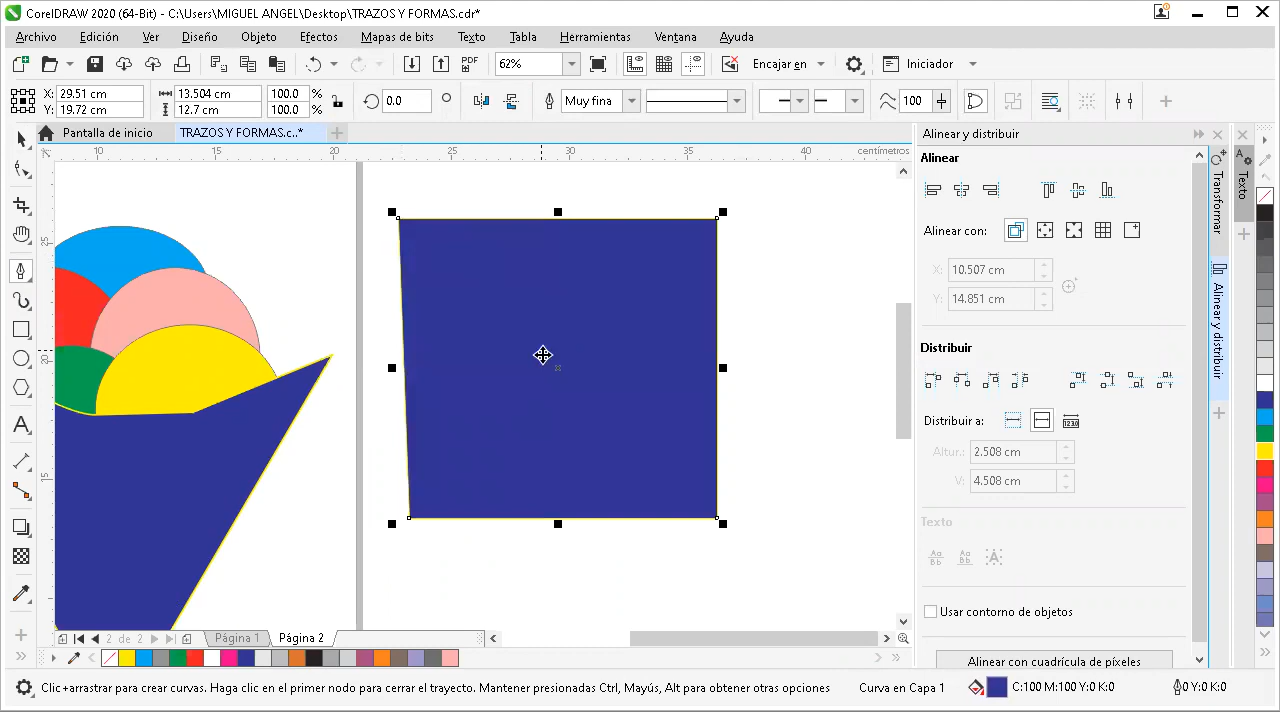 CorelDRAW 2020 (64-Bit) - C:\Users\MIGUEL ANGEL\Desktop\TRAZOS Y FORMAS.cdr*
Archivo Edición Ver Diseño Objeto Efectos Mapas de bits Texto Tabla Herramientas Ventana Ayuda
PDF 62% Encajar en Iniciador
X: 29.51 cm 13.504 cm 100.0 % 0.0 Muy fina 100
Y: 19.72 cm 12.7 cm 100.0 %
Pantalla de inicio TRAZOS Y FORMAS.c..*
10 15 20 25 30 35 40 centímetros
25
20
15
Alinear y distribuir
Alinear
Alinear con:
X: 10.507 cm
Y: 14.851 cm
Distribuir
Distribuir a:
Altur.: 2.508 cm
V: 4.508 cm
Texto
Usar contorno de objetos
Alinear con cuadrícula de píxeles
Transformar
Alinear y distribuir
Texto
2 de 2 Página 1 Página 2
Clic+arrastrar para crear curvas. Haga clic en el primer nodo para cerrar el trayecto. Mantener presionadas Ctrl, Mayús, Alt para obtener otras opciones Curva en Capa 1 C:100 M:100 Y:0 K:0 0 Y:0 K:0